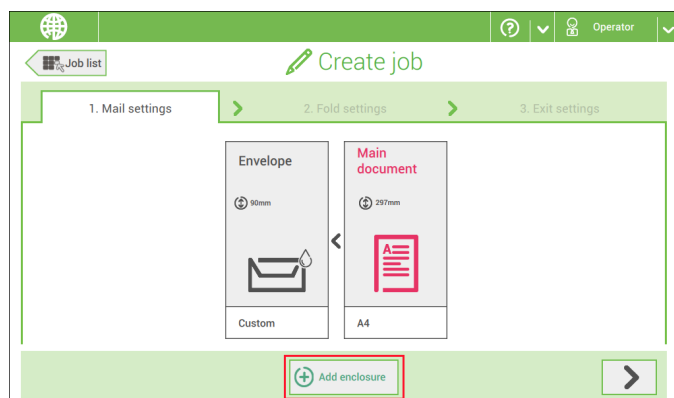 Operator
Job list
Create job
1. Mail settings
2. Fold settings
3. Exit settings
Envelope
90mm
Custom
Main
document
297mm
A
A4
Add enclosure